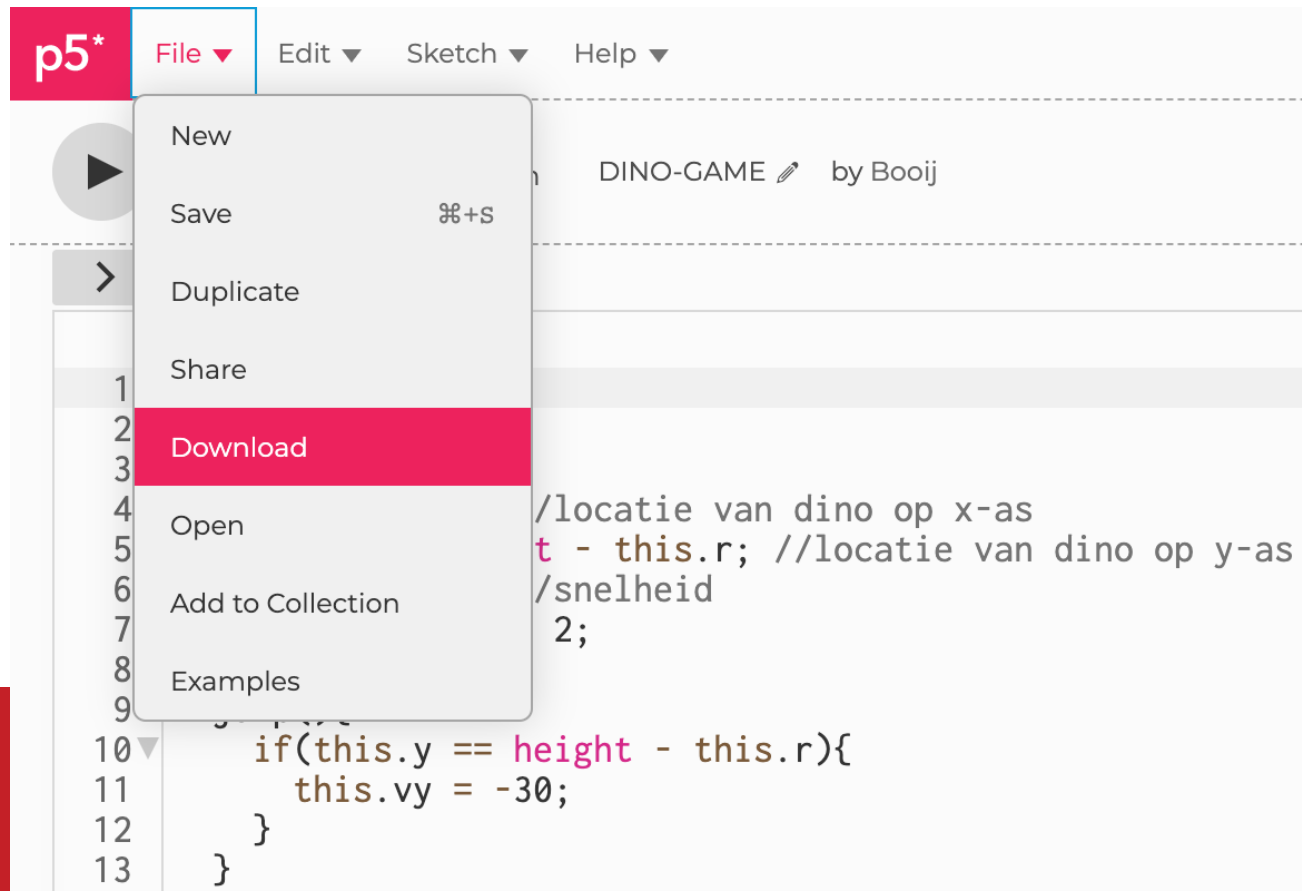 p5* File Edit Sketch Help
New
DINO-GAME by Booij
Save ⌘+S
Duplicate
Share
1
2
Download
3
4 /locatie van dino op x-as
Open
5 t - this.r; //locatie van dino op y-as
6 /snelheid
Add to Collection
7 2;
8
Examples
9
10 if(this.y == height - this.r){
11 this.vy = -30;
12 }
13 }